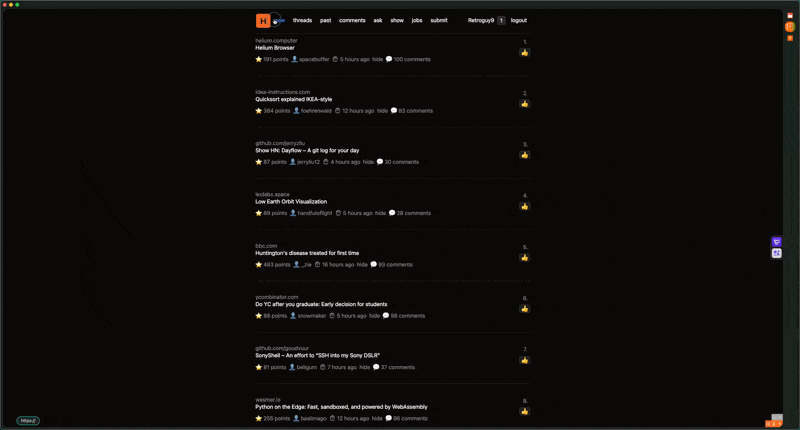 H threads past comments ask show jobs submit Retroguy9 1 logout
helium.computer 1.
Helium Browser
191 points spacebuffer 5 hours ago hide 100 comments
idea-instructions.com 2.
Quicksort explained IKEA-style
384 points foehrenwald 12 hours ago hide 83 comments
github.com/jerryzliu 3.
Show HN: Dayflow – A git log for your day
67 points jerryliu12 4 hours ago hide 30 comments
leolabs.space 4.
Low Earth Orbit Visualization
89 points handfuloflight 5 hours ago hide 28 comments
bbc.com 5.
Huntington's disease treated for first time
483 points _zie 16 hours ago hide 93 comments
ycombinator.com 6.
Do YC after you graduate: Early decision for students
88 points snowmaker 5 hours ago hide 98 comments
github.com/goudvuur 7.
SonyShell – An effort to "SSH into my Sony DSLR"
81 points beligum 7 hours ago hide 37 comments
wasmer.io 8.
Python on the Edge: Fast, sandboxed, and powered by WebAssembly
255 points baalimago 12 hours ago hide 96 comments
https://